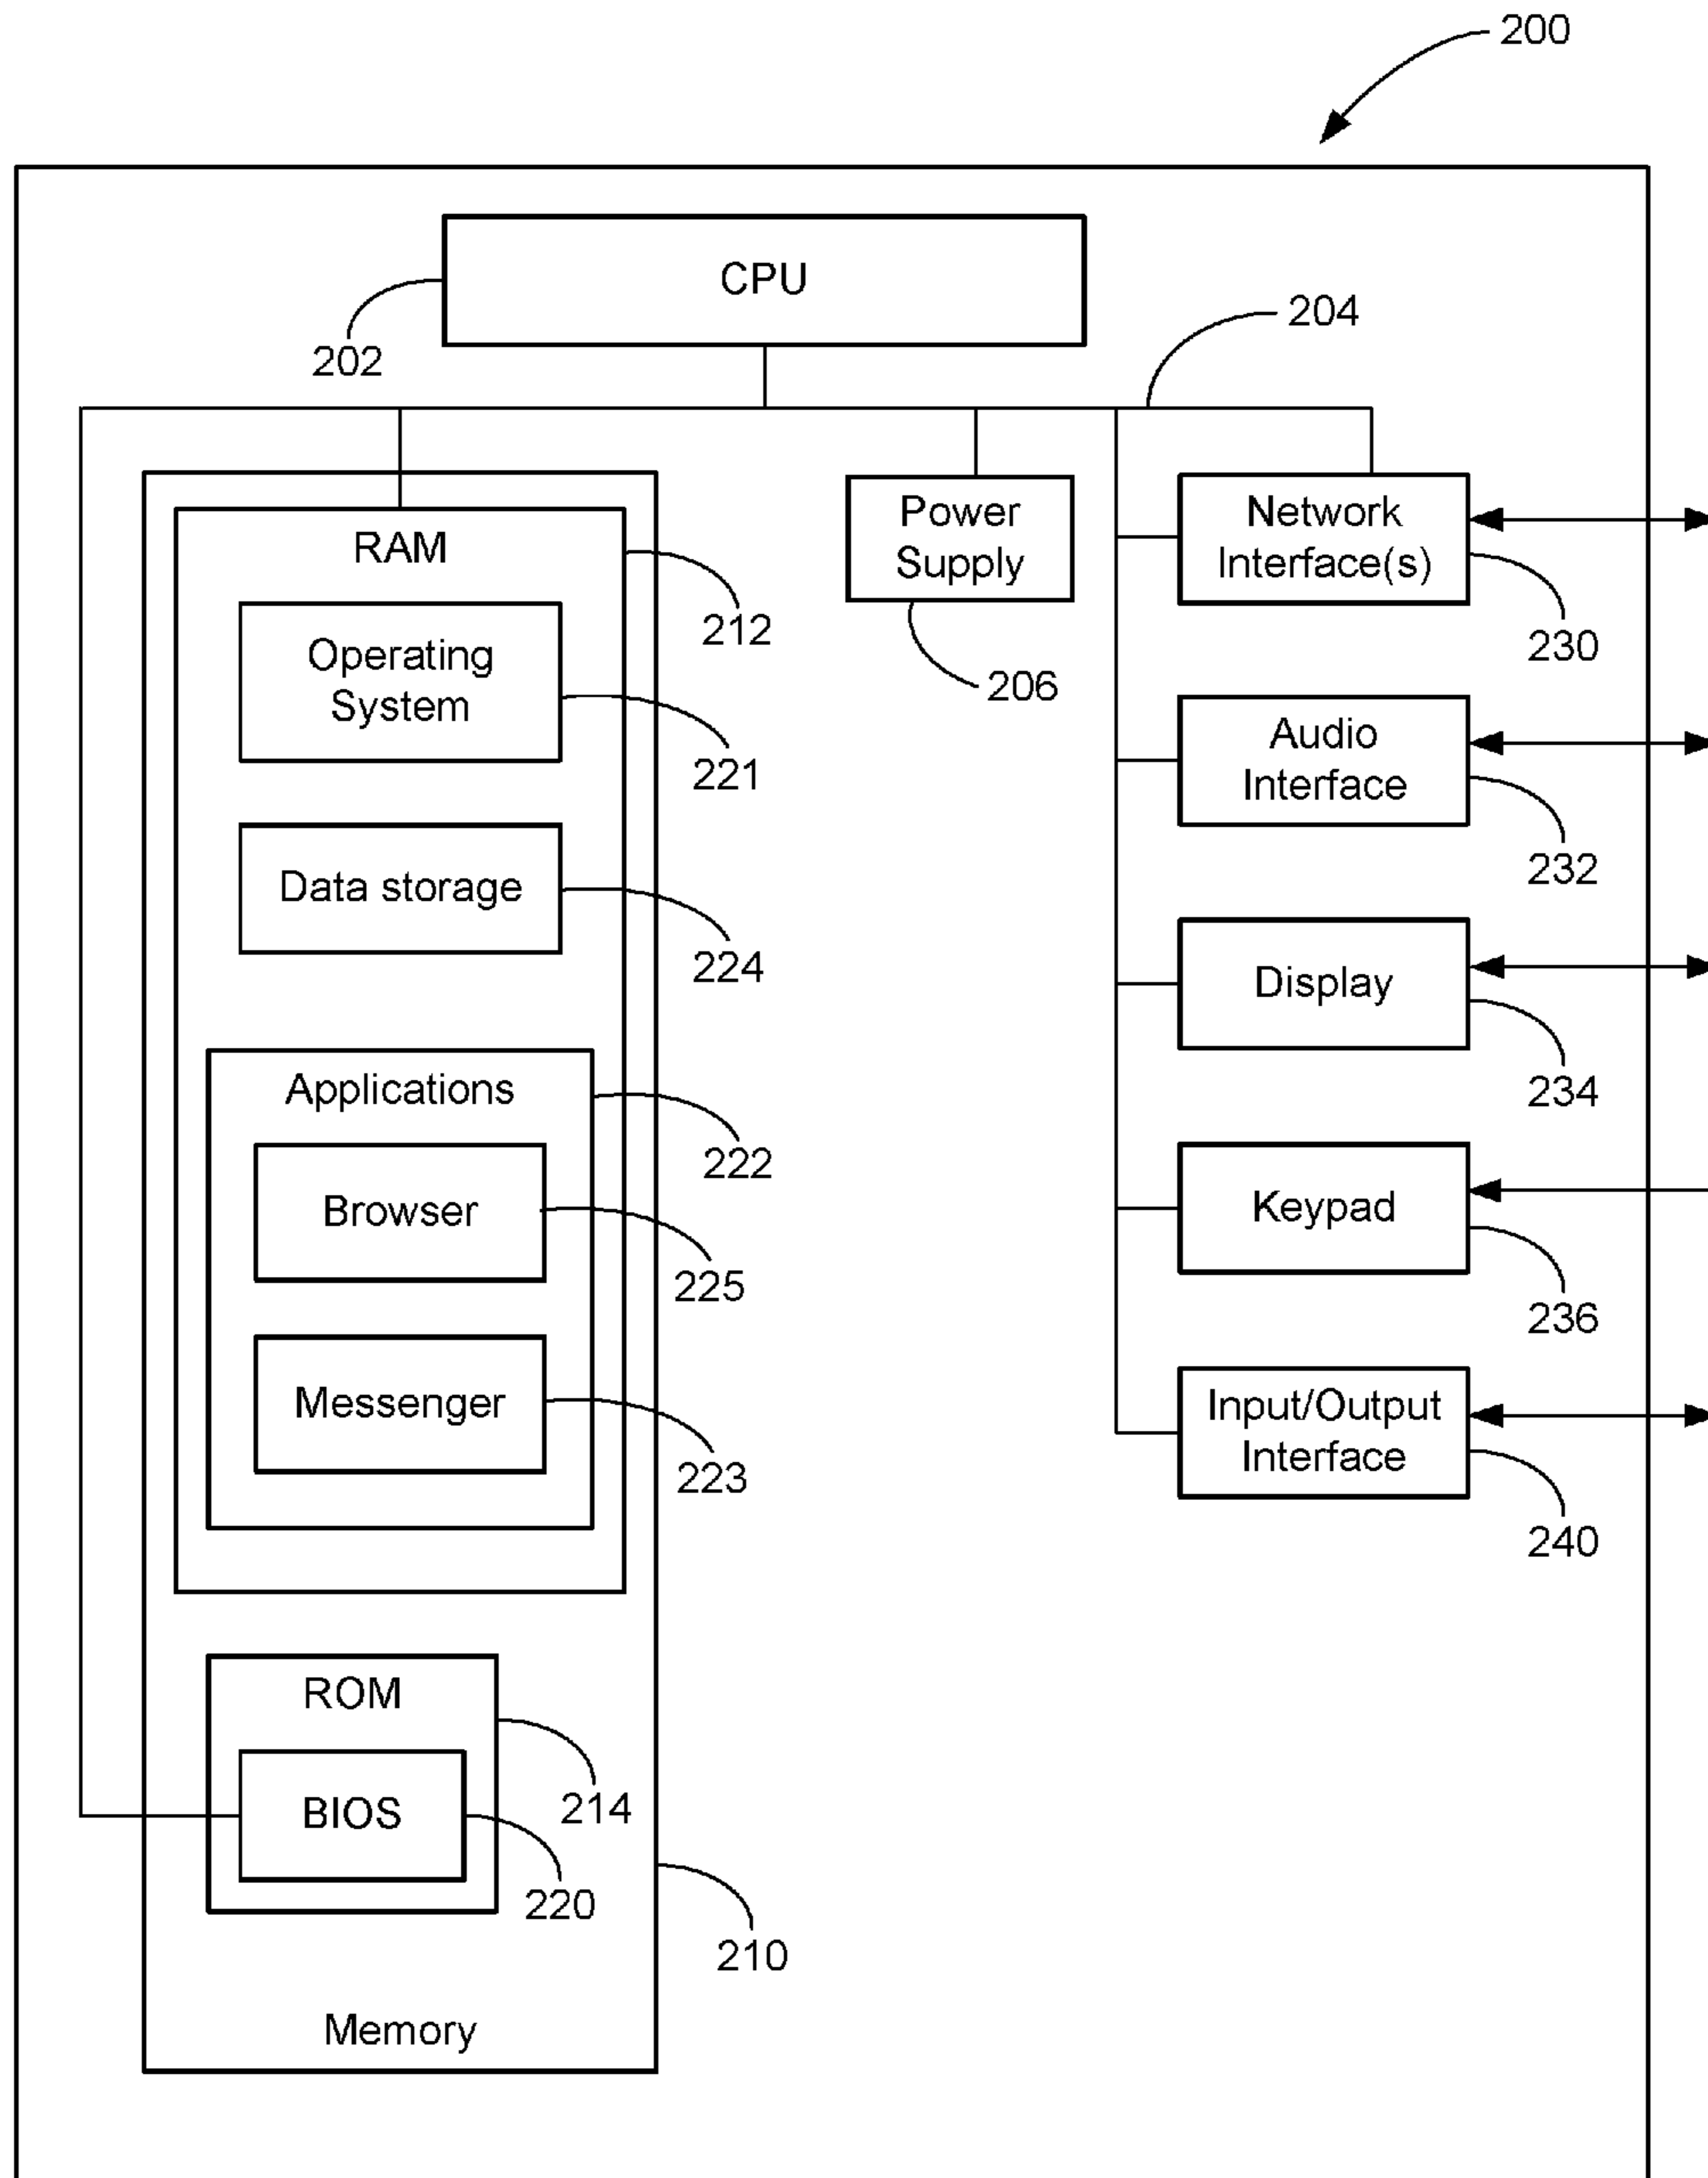 200
CPU
202
204
RAM
212
Operating
System
221
Data storage
224
Applications
222
Browser
225
Messenger
223
ROM
214
BIOS
220
210
Memory
Power
Supply
206
Network
Interface(s)
230
Audio
Interface
232
Display
234
Keypad
236
Input/Output
Interface
240